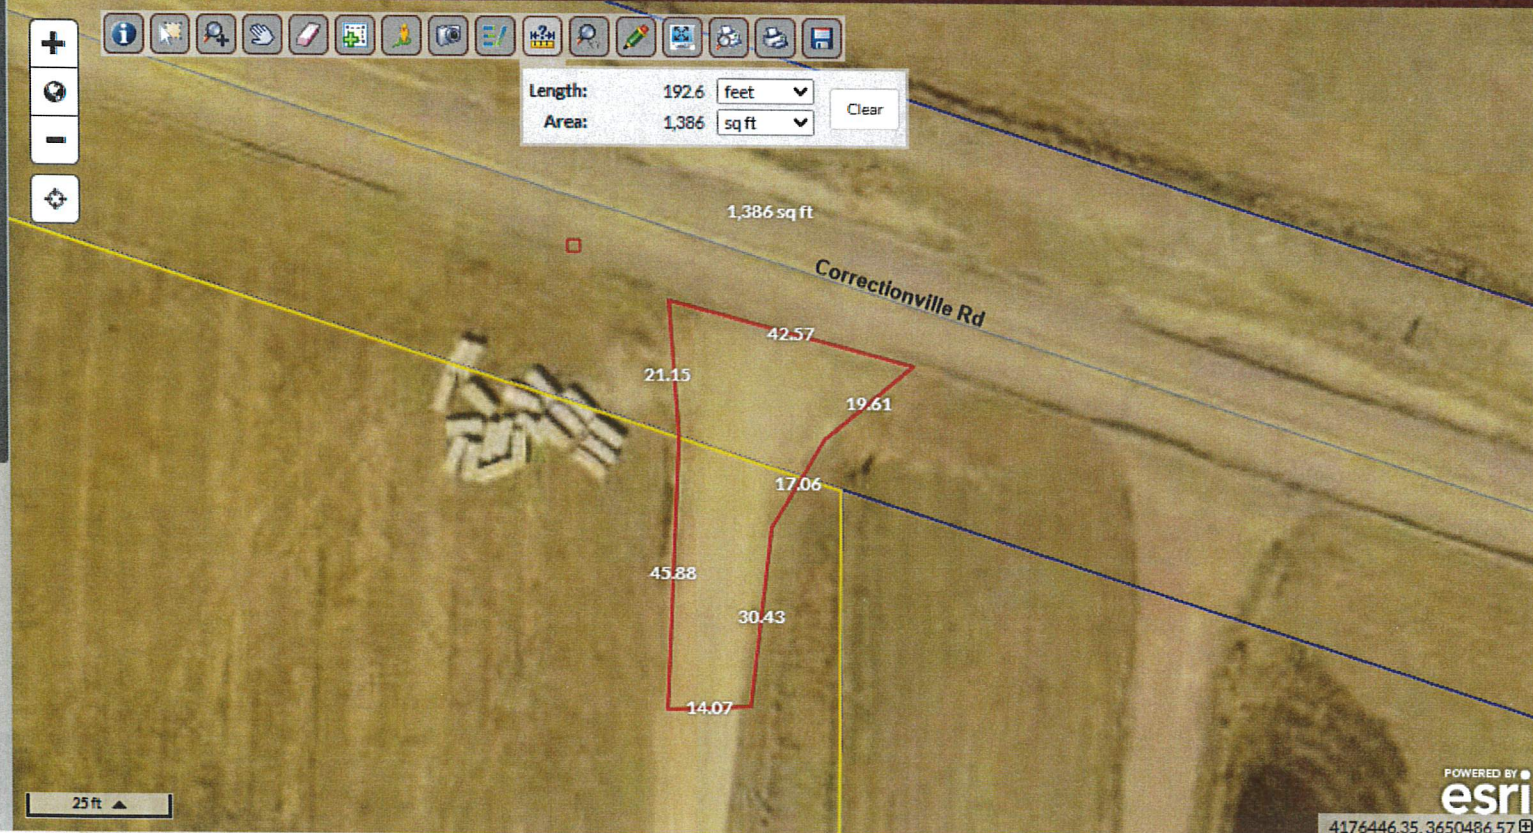 Length: 192.6 feet
Area: 1,386 sq ft
Clear
1,386 sq ft
Correctionville Rd
42.57
21.15
19.61
17.06
45.88
30.43
14.07
25 ft
POWERED BY
esri
4176446.35, 3650486.57